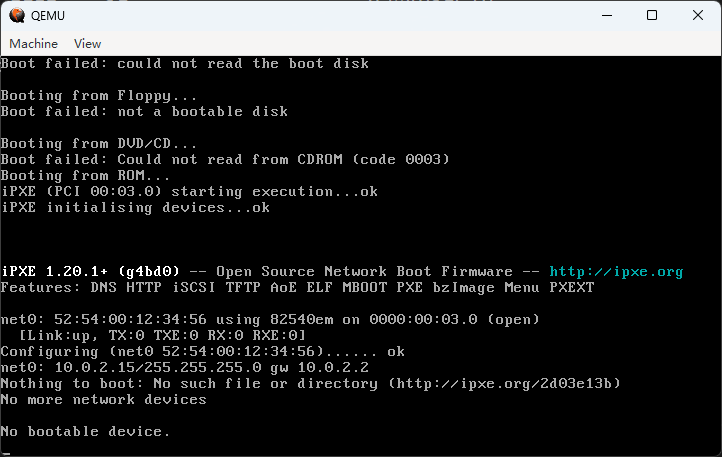 QEMU
Machine View
Boot failed: could not read the boot disk
Booting from Floppy...
Boot failed: not a bootable disk
Booting from DVD/CD...
Boot failed: Could not read from CDROM (code 0003)
Booting from ROM...
iPXE (PCI 00:03.0) starting execution...ok
iPXE initialising devices...ok
iPXE 1.20.1+ (g4bd0) -- Open Source Network Boot Firmware -- http://ipxe.org
Features: DNS HTTP iSCSI TFTP AoE ELF MBOOT PXE bzImage Menu PXEXT
net0: 52:54:00:12:34:56 using 82540em on 0000:00:03.0 (open)
[Link:up, TX:0 TXE:0 RX:0 RXE:0]
Configuring (net0 52:54:00:12:34:56)...... ok
net0: 10.0.2.15/255.255.255.0 gw 10.0.2.2
Nothing to boot: No such file or directory (http://ipxe.org/2d03e13b)
No more network devices
No bootable device.